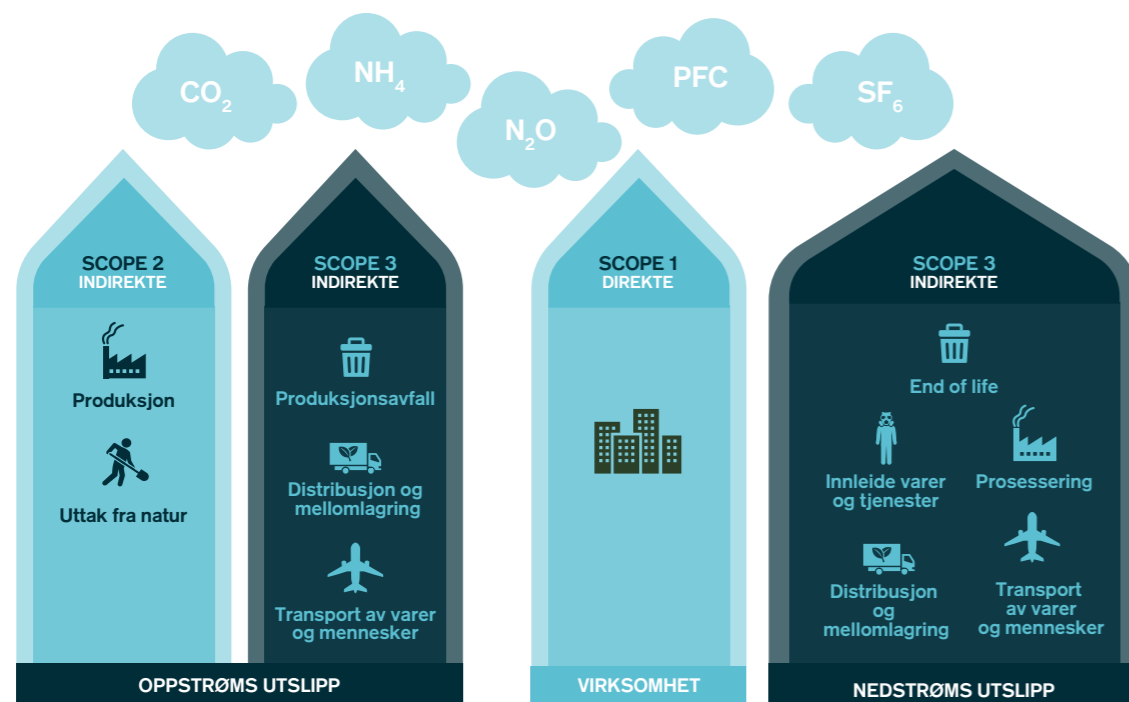 CO₂
NH₄
N₂O
PFC
SF₆
SCOPE 2
INDIREKTE
Produksjon
Uttak fra natur
SCOPE 3
INDIREKTE
Produksjonsavfall
Distribusjon og
mellomlagring
Transport av varer
og mennesker
OPPSTRØMS UTSLIPP
SCOPE 1
DIREKTE
VIRKSOMHET
SCOPE 3
INDIREKTE
End of life
Innleide varer
og tjenester
Prosessering
Distribusjon
og
mellomlagring
Transport
av varer
og mennesker
NEDSTRØMS UTSLIPP